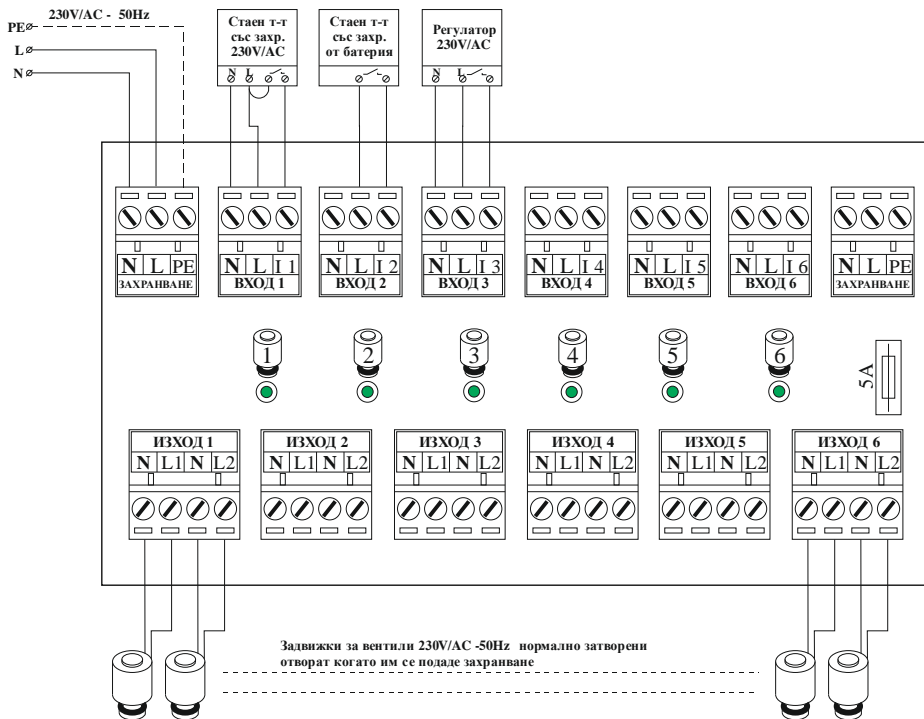 230V/AC - 50Hz
PE
L
N
Стаен т-т
със захр.
230V/AC
N L
Стаен т-т
със захр.
от батерия
Регулатор
230V/AC
N L
N L PE
ЗАХРАНВАНЕ
N L I 1
ВХОД 1
N L I 2
ВХОД 2
N L I 3
ВХОД 3
N L I 4
ВХОД 4
N L I 5
ВХОД 5
N L I 6
ВХОД 6
N L PE
ЗАХРАНВАНЕ
1 2 3 4 5 6
5A
ИЗХОД 1
N L1 N L2
ИЗХОД 2
N L1 N L2
ИЗХОД 3
N L1 N L2
ИЗХОД 4
N L1 N L2
ИЗХОД 5
N L1 N L2
ИЗХОД 6
N L1 N L2
Задвижки за вентили 230V/AC -50Hz нормално затворени
отворят когато им се подаде захранване